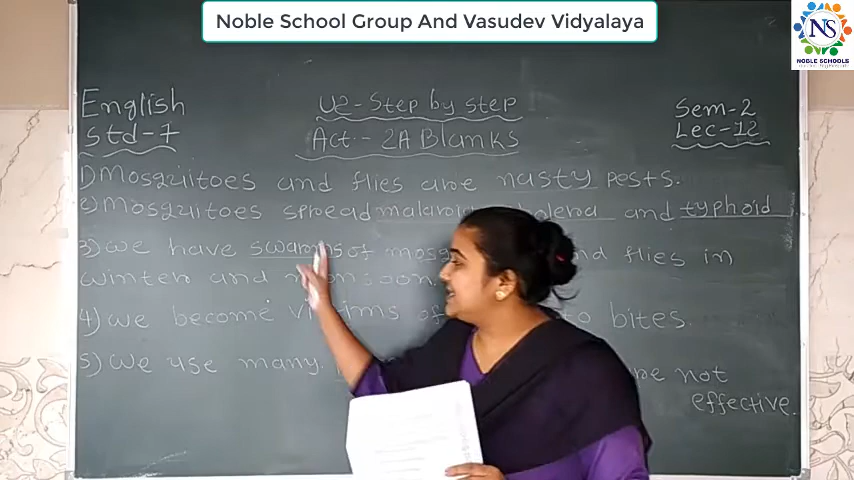 Noble School Group And Vasudev Vidyalaya
NS
NOBLE SCHOOLS
English
Std-7
U2-Step by step
Act.- 2A Blanks
Sem-2
Lec-12
1) Mosquitoes and flies are nasty pests.
2) Mosquitoes spread malaria cholera and typhoid
3) We have swarms of and flies in
winter and monsoon.
4) We become victims of to bites.
5) We use many not
effective.